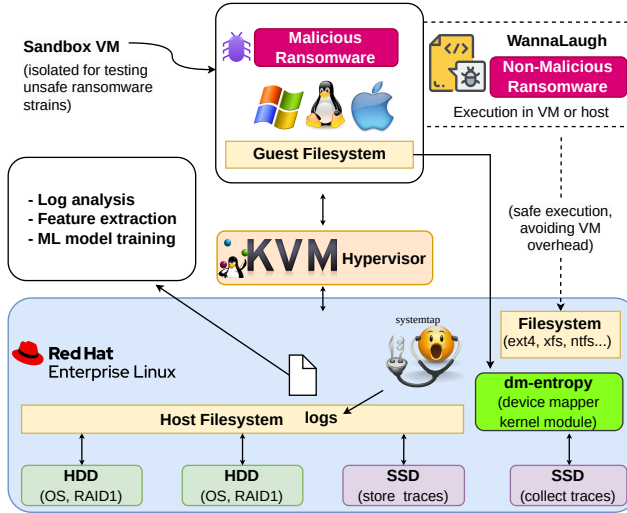 Sandbox VM
(isolated for testing
unsafe ransomware
strains)
Malicious
Ransomware
WannaLaugh
Non-Malicious
Ransomware
Execution in VM or host
Guest Filesystem
- Log analysis
- Feature extraction
- ML model training
(safe execution,
avoiding VM
overhead)
KVM Hypervisor
systemtap
Red Hat
Enterprise Linux
Filesystem
(ext4, xfs, ntfs...)
dm-entropy
(device mapper
kernel module)
Host Filesystem logs
HDD
(OS, RAID1)
HDD
(OS, RAID1)
SSD
(store traces)
SSD
(collect traces)